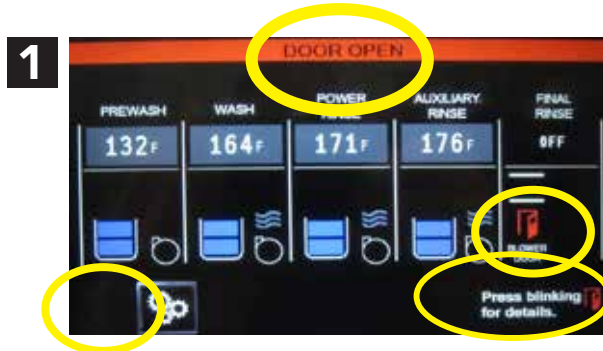 1
DOOR OPEN
PREWASH
WASH
POWER
RINSE
AUXILIARY
RINSE
FINAL
RINSE
132F
164F
171F
176F
OFF
BLOWER
DOOR
Press blinking
for details.